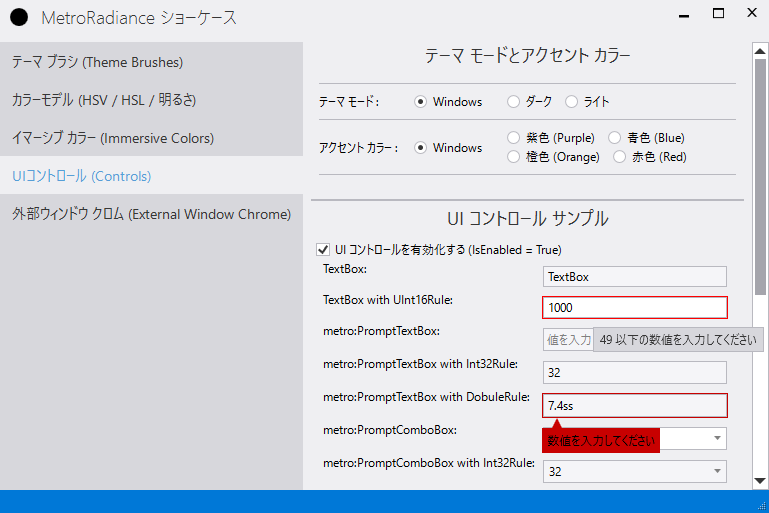 MetroRadiance ショーケース
テーマ ブラシ (Theme Brushes)
カラーモデル (HSV / HSL / 明るさ)
イマーシブ カラー (Immersive Colors)
UIコントロール (Controls)
外部ウィンドウ クロム (External Window Chrome)
テーマ モードとアクセント カラー
テーマ モード : Windows ダーク ライト
アクセント カラー : Windows 紫色 (Purple) 青色 (Blue)
橙色 (Orange) 赤色 (Red)
UI コントロール サンプル
UI コントロールを有効化する (IsEnabled = True)
TextBox: TextBox
TextBox with UInt16Rule: 1000
metro:PromptTextBox: 値を入力 49 以下の数値を入力してください
metro:PromptTextBox with Int32Rule: 32
metro:PromptTextBox with DobuleRule: 7.4ss
metro:PromptComboBox: 数値を入力してください
metro:PromptComboBox with Int32Rule: 32